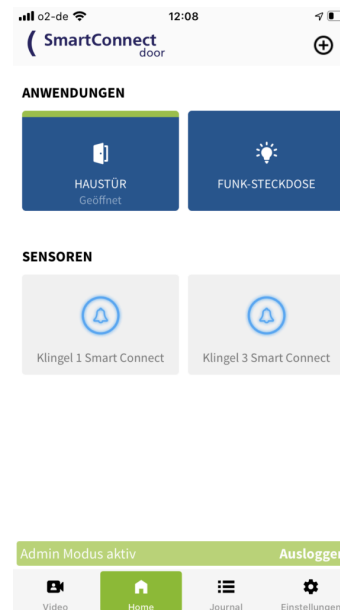 o2-de 12:08
SmartConnect
door
ANWENDUNGEN
HAUSTÜR FUNK-STECKDOSE
Geöffnet
SENSOREN
Klingel 1 Smart Connect Klingel 3 Smart Connect
Admin Modus aktiv Ausloggen
Video Home Journal Einstellungen